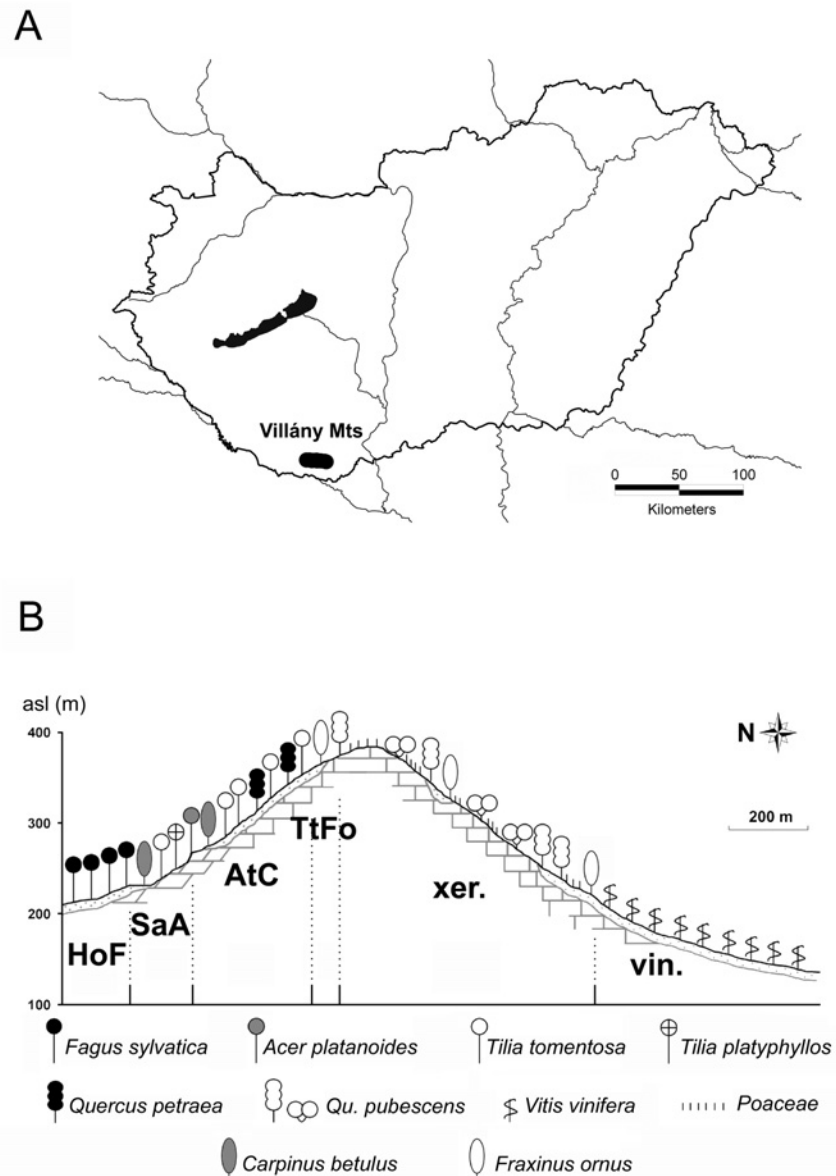 A
Villány Mts
0 50 100
Kilometers
B
asl (m)
400
300
200
100
N
200 m
HoF
SaA
AtC
TtFo
xer.
vin.
Fagus sylvatica Acer platanoides Tilia tomentosa Tilia platyphyllos
Quercus petraea Qu. pubescens Vitis vinifera Poaceae
Carpinus betulus Fraxinus ornus